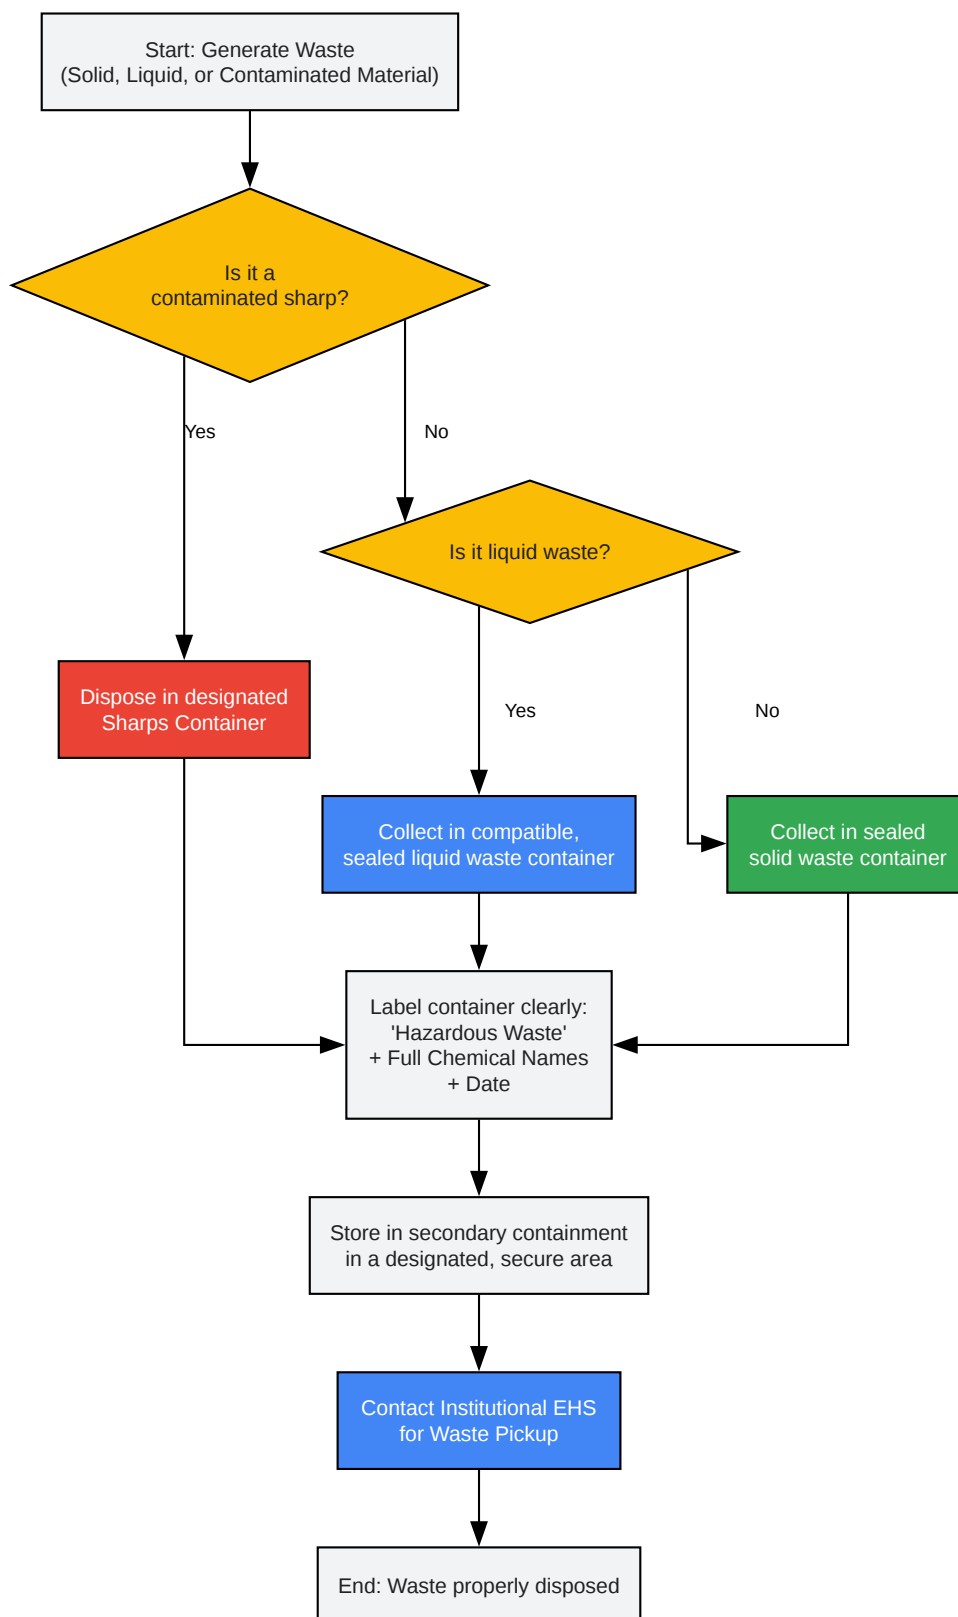 Start: Generate Waste
(Solid, Liquid, or Contaminated Material)
Is it a
contaminated sharp?
Yes
No
Is it liquid waste?
Dispose in designated
Sharps Container
Yes
No
Collect in compatible,
sealed liquid waste container
Collect in sealed
solid waste container
Label container clearly:
'Hazardous Waste'
+ Full Chemical Names
+ Date
Store in secondary containment
in a designated, secure area
Contact Institutional EHS
for Waste Pickup
End: Waste properly disposed